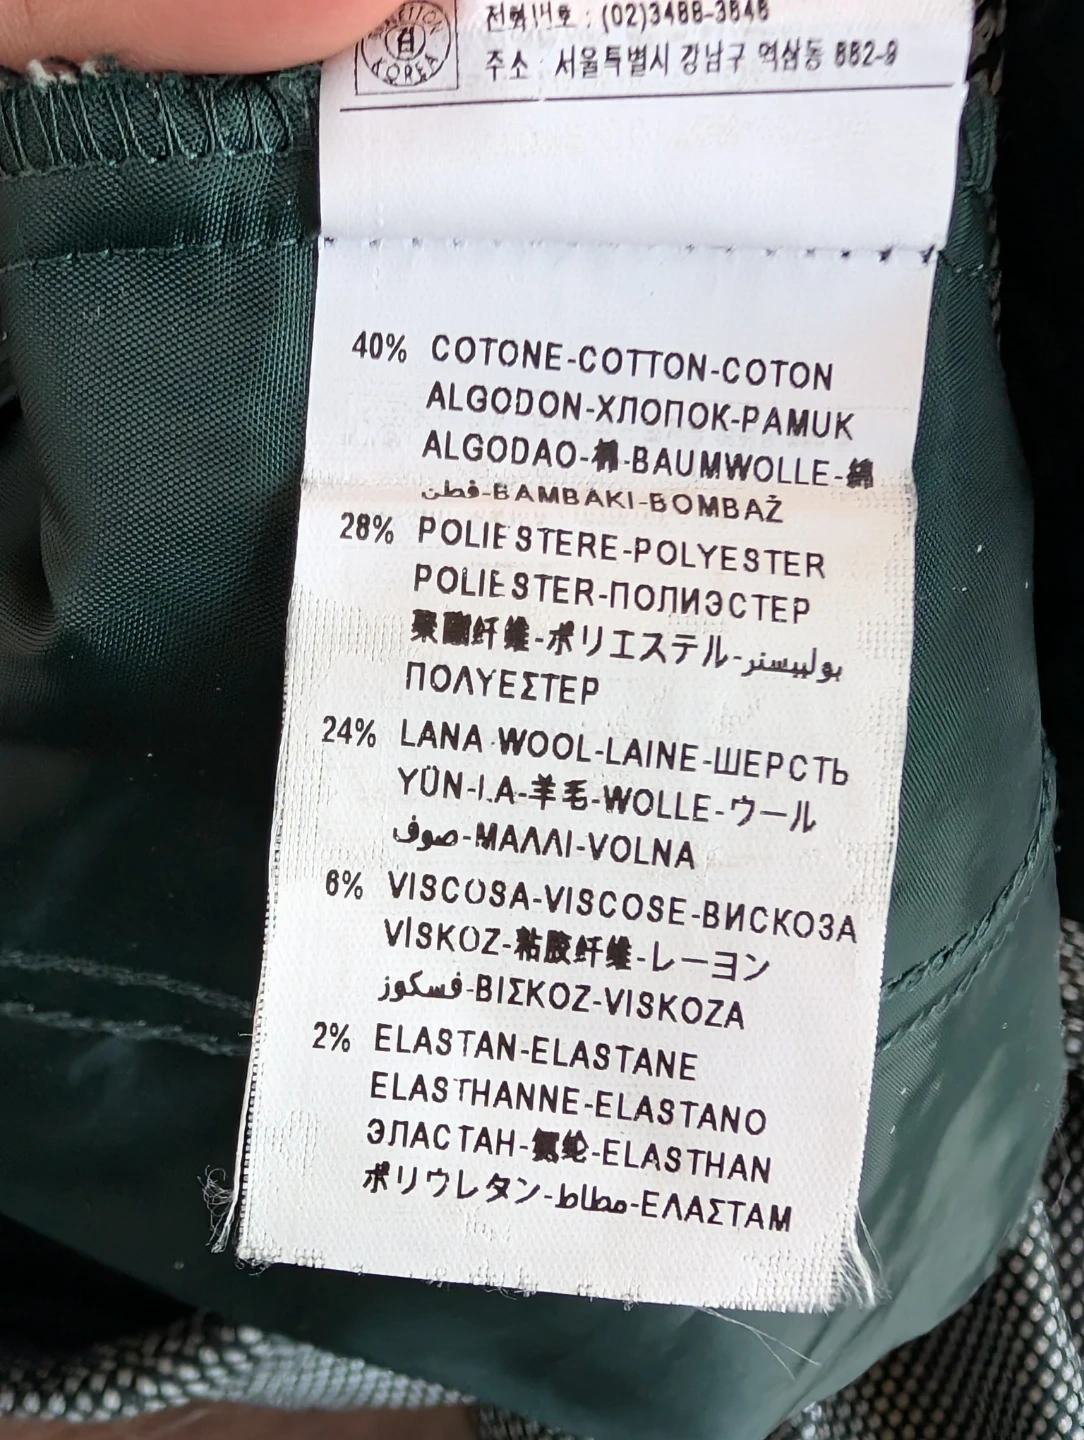 KOREA
전화번호 : (02)3488-3648
주소 : 서울특별시 강남구 역삼동 882-9
40% COTONE-COTTON-COTON
ALGODON-ХЛОПОК-PAMUK
ALGODAO-棉-BAUMWOLLE-綿
قطن-BAMBAKI-BOMBAŽ
28% POLIESTERE-POLYESTER
POLIESTER-ПОЛИЭСТЕР
聚酯纤维-ポリエステル-بوليستر
ΠΟΛΥΕΣΤΕΡ
24% LANA-WOOL-LAINE-ШЕРСТЬ
YÜN-LA-羊毛-WOLLE-ウール
صوف-ΜΑΛΛΙ-VOLNA
6% VISCOSA-VISCOSE-ВИСКОЗА
VİSKOZ-粘胶纤维-レーヨン
فسكوز-ΒΙΣΚΟΖ-VISKOZA
2% ELASTAN-ELASTANE
ELASTHANNE-ELASTANO
ЭЛАСТАН-氨纶-ELASTHAN
ポリウレタン-مطاط-ΕΛΑΣΤΑΜ